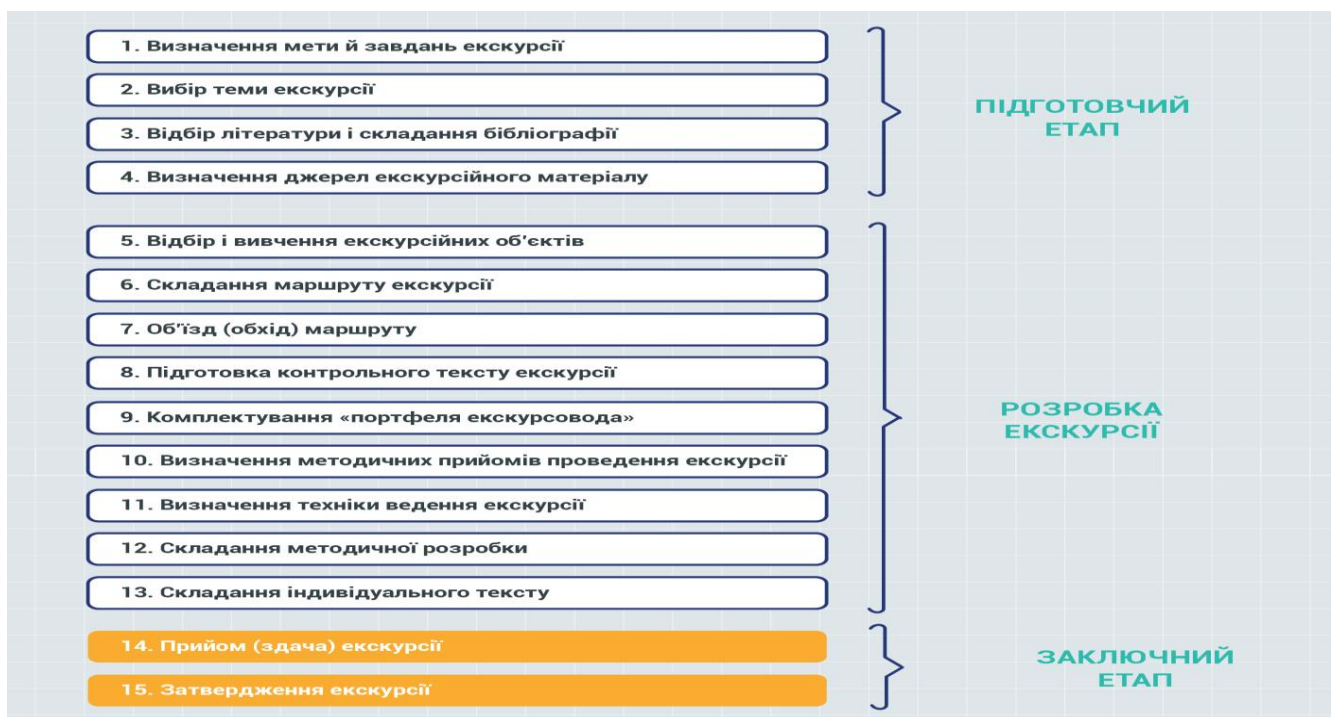 1. Визначення мети й завдань екскурсії
2. Вибір теми екскурсії
3. Відбір літератури і складання бібліографії
4. Визначення джерел екскурсійного матеріалу
ПІДГОТОВЧИЙ
ЕТАП
5. Відбір і вивчення екскурсійних об’єктів
6. Складання маршруту екскурсії
7. Об’їзд (обхід) маршруту
8. Підготовка контрольного тексту екскурсії
9. Комплектування «портфеля екскурсовода»
10. Визначення методичних прийомів проведення екскурсії
11. Визначення техніки ведення екскурсії
12. Складання методичної розробки
13. Складання індивідуального тексту
РОЗРОБКА
ЕКСКУРСІЇ
14. Прийом (здача) екскурсії
15. Затвердження екскурсії
ЗАКЛЮЧНИЙ
ЕТАП